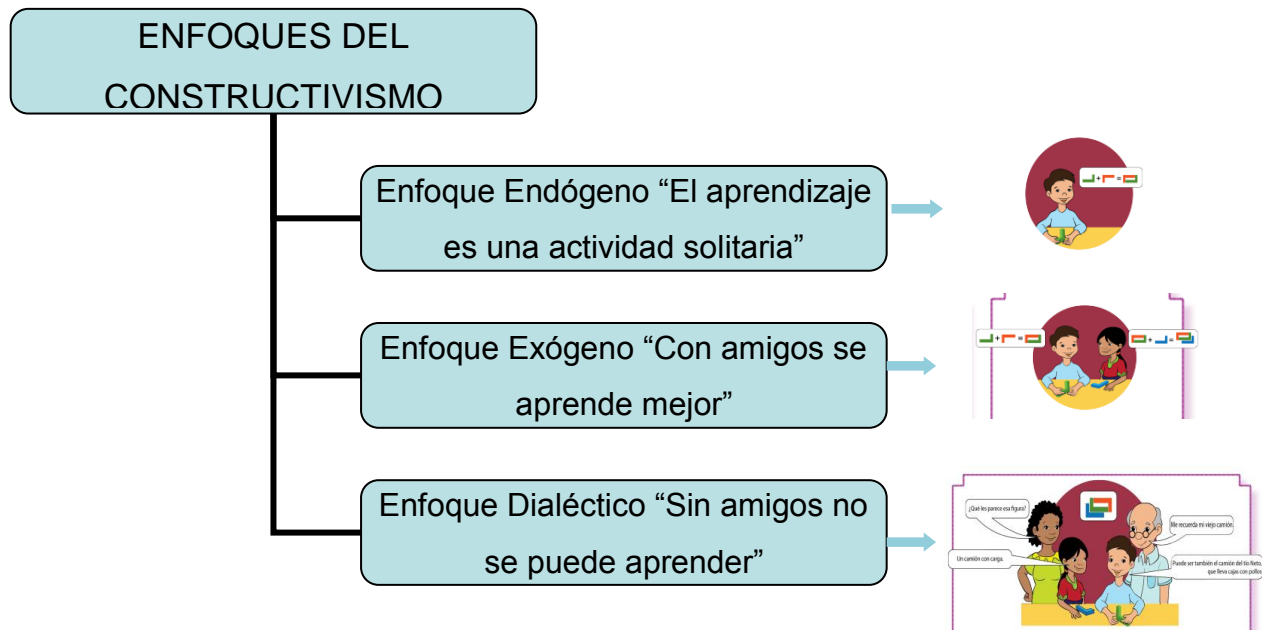 ENFOQUES DEL
CONSTRUCTIVISMO
Enfoque Endógeno “El aprendizaje
es una actividad solitaria”
Enfoque Exógeno “Con amigos se
aprende mejor”
Enfoque Dialéctico “Sin amigos no
se puede aprender”
¿Qué les parece esa figura?
Me recuerda mi viejo camión.
Un camión con carga.
Puede ser también el camión del tío Neto,
que lleva cajas con pollos